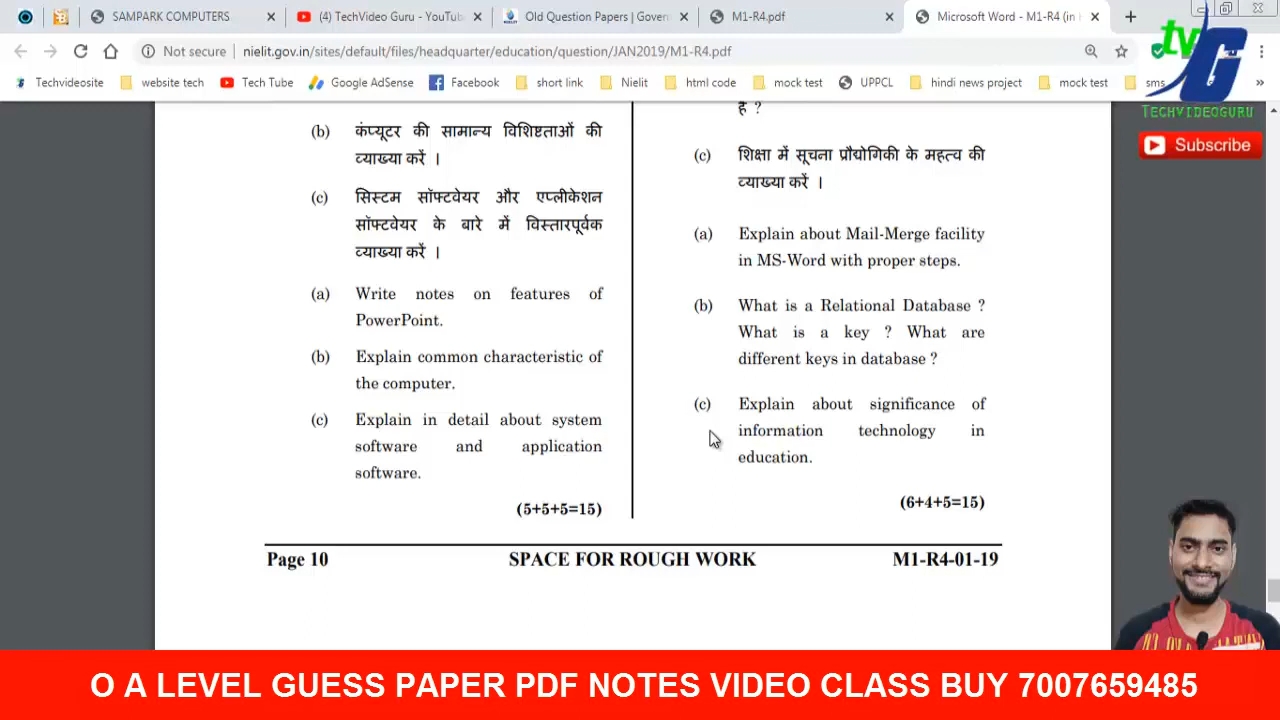 SAMPARK COMPUTERS
(4) TechVideo Guru - YouTube
Old Question Papers | Gover
M1-R4.pdf
Microsoft Word - M1-R4 (in H
Not secure
nielit.gov.in/sites/default/files/headquarter/education/question/JAN2019/M1-R4.pdf
Techvideosite
website tech
Tech Tube
Google AdSense
Facebook
short link
Nielit
html code
mock test
UPPCL
hindi news project
mock test
sms
tv
G
TECHVIDEOGURU
Subscribe
(b) कंप्यूटर की सामान्य विशिष्टताओं की
व्याख्या करें ।
(c) सिस्टम सॉफ्टवेयर और एप्लीकेशन
सॉफ्टवेयर के बारे में विस्तारपूर्वक
व्याख्या करें ।
(a) Write notes on features of
PowerPoint.
(b) Explain common characteristic of
the computer.
(c) Explain in detail about system
software and application
software.
(5+5+5=15)
है ?
(c) शिक्षा में सूचना प्रौद्योगिकी के महत्व की
व्याख्या करें ।
(a) Explain about Mail-Merge facility
in MS-Word with proper steps.
(b) What is a Relational Database ?
What is a key ? What are
different keys in database ?
(c) Explain about significance of
information technology in
education.
(6+4+5=15)
Page 10
SPACE FOR ROUGH WORK
M1-R4-01-19
O A LEVEL GUESS PAPER PDF NOTES VIDEO CLASS BUY 7007659485